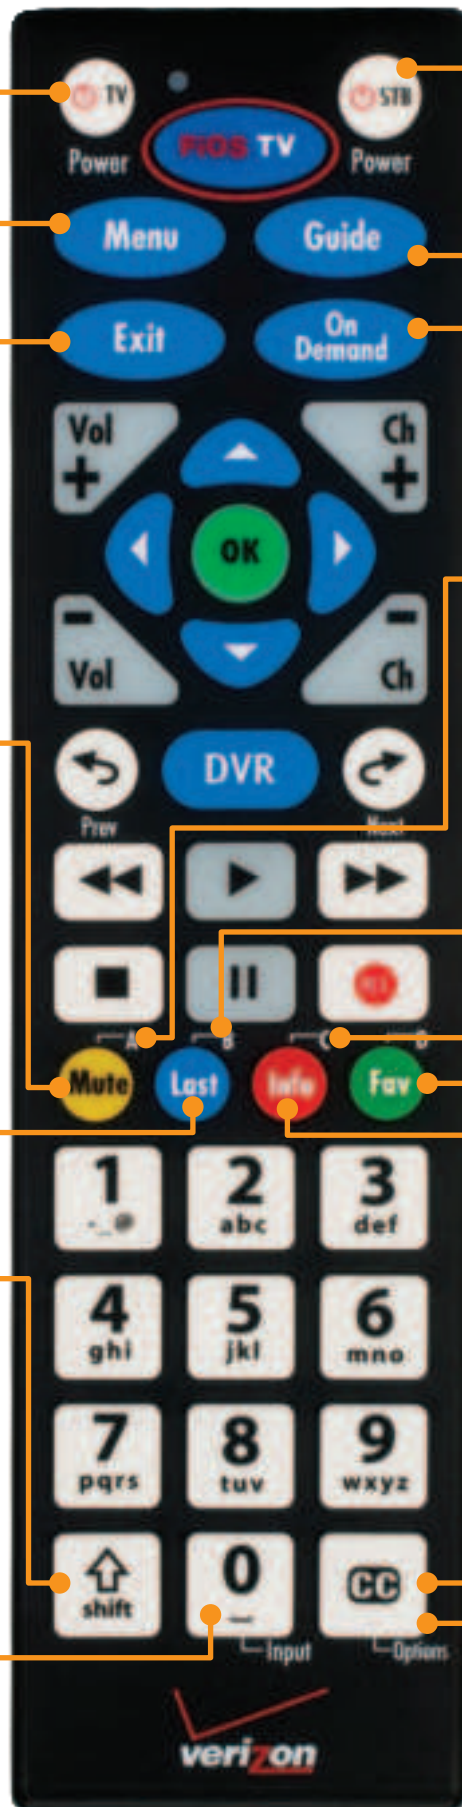 TV STB
Power FiOS TV Power
Menu Guide
Exit On
Demand
Vol Ch
+ +
OK
- -
Vol Ch
DVR
Prev Next
REC
A B C D
Mute Last Info Fav
1 2 3
._@ abc def
4 5 6
ghi jkl mno
7 8 9
pqrs tuv wxyz
0 CC
shift _
Input Options
verizon